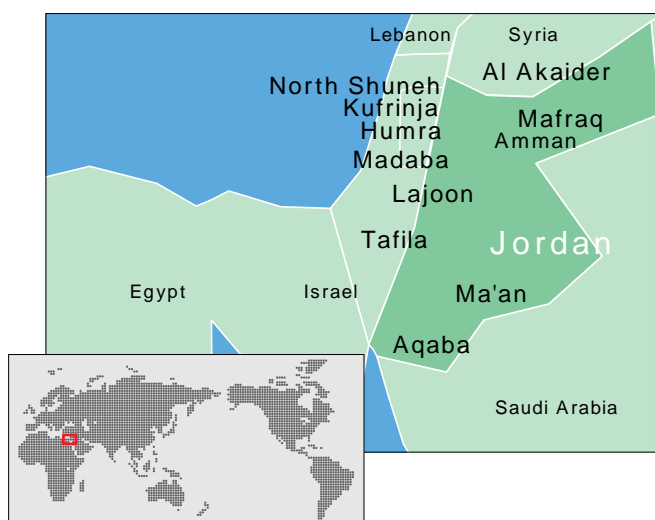 Lebanon
Syria
Al Akaider
North Shuneh
Kufrinja
Mafraq
Humra
Amman
Madaba
Lajoon
Tafila
Jordan
Egypt
Israel
Ma'an
Aqaba
Saudi Arabia